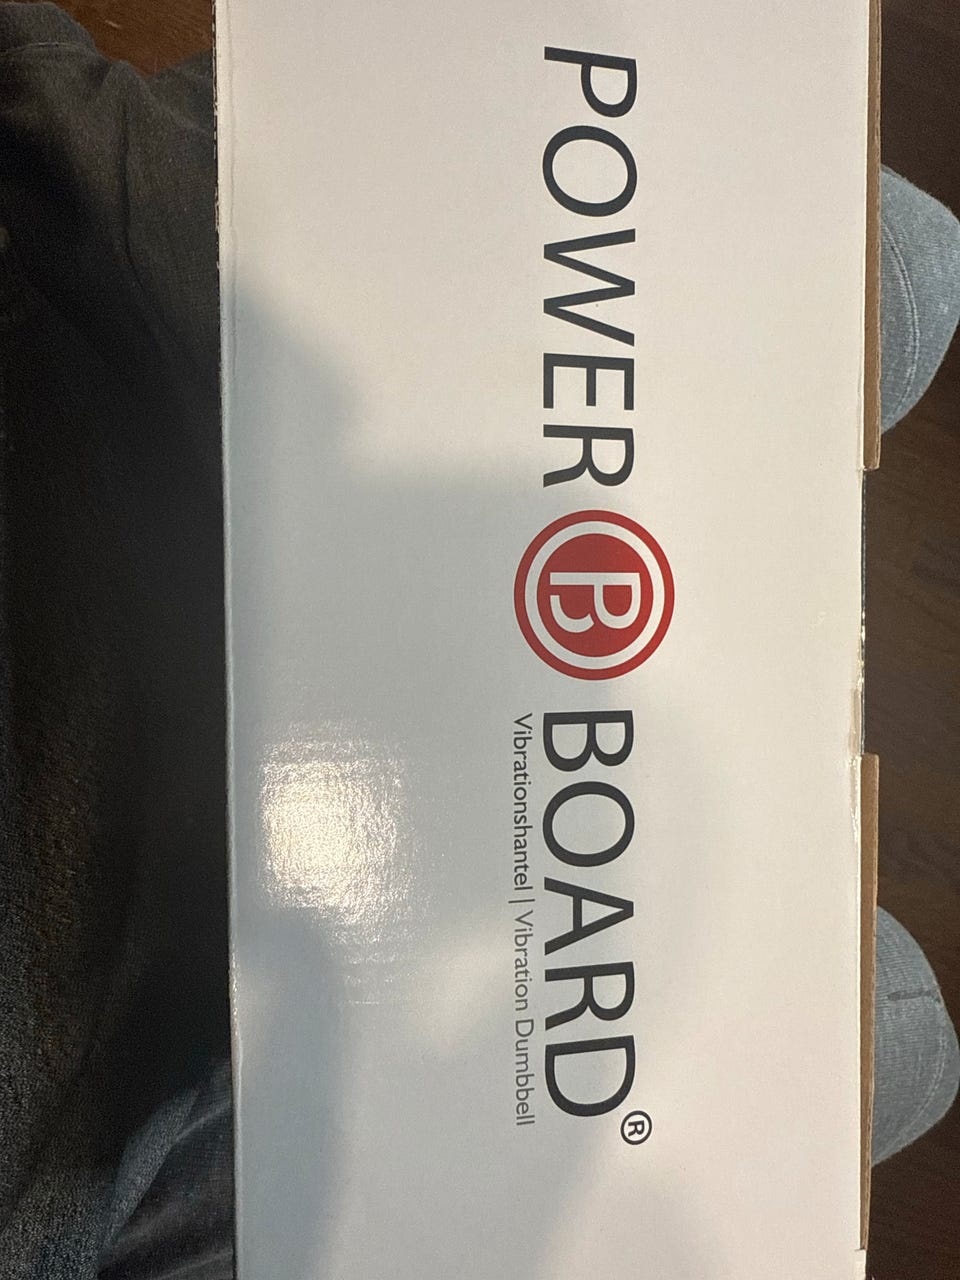 POWER B BOARD®
Vibrationshantel | Vibration Dumbbell